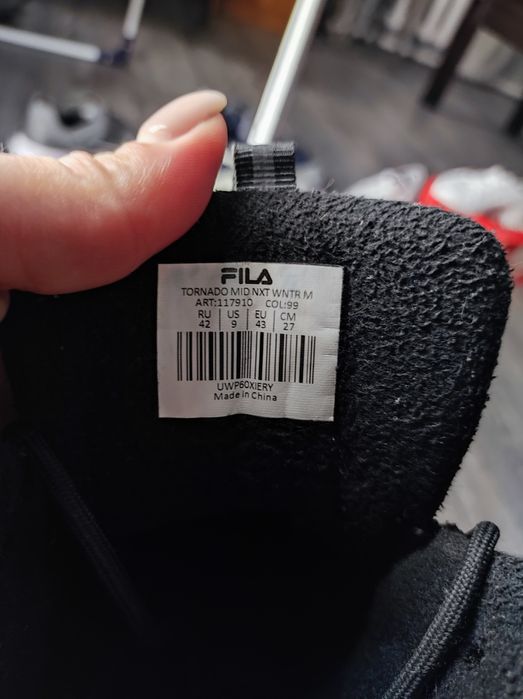 FILA
TORNADO MID NXT WNTR M
ART:117910 COL:99
RU US EU CM
42 9 43 27
UWP60XIERY
Made in China